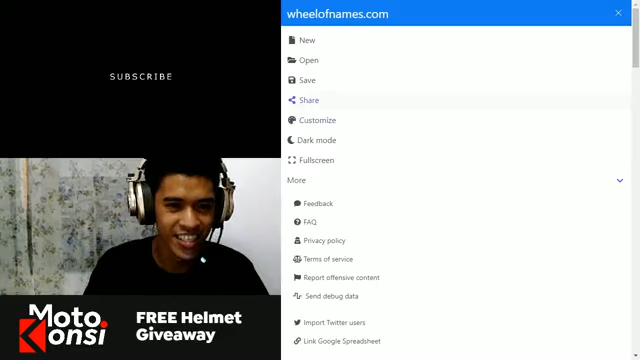 SUBSCRIBE
Moto
Konsi
FREE Helmet
Giveaway
wheelofnames.com
New
Open
Save
Share
Customize
Dark mode
Fullscreen
More
Feedback
FAQ
Privacy policy
Terms of service
Report offensive content
Send debug data
Import Twitter users
Link Google Spreadsheet